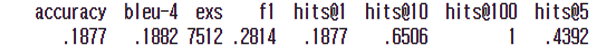 accuracy bleu-4 exs f1 hits@1 hits@10 hits@100 hits@5
.1877 .1882 7512 .2814 .1877 .6506 1 .4392